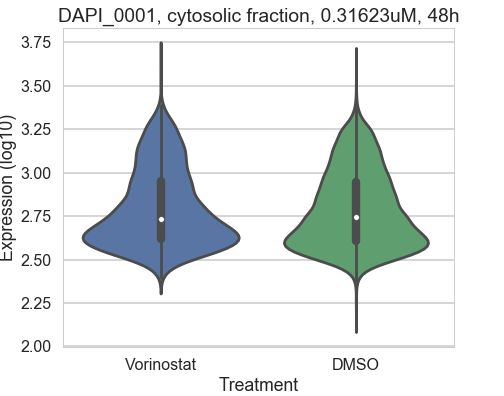 DAPI_0001, cytosolic fraction, 0.31623uM, 48h
Expression (log10)
3.75
3.50
3.25
3.00
2.75
2.50
2.25
2.00
Vorinostat DMSO
Treatment